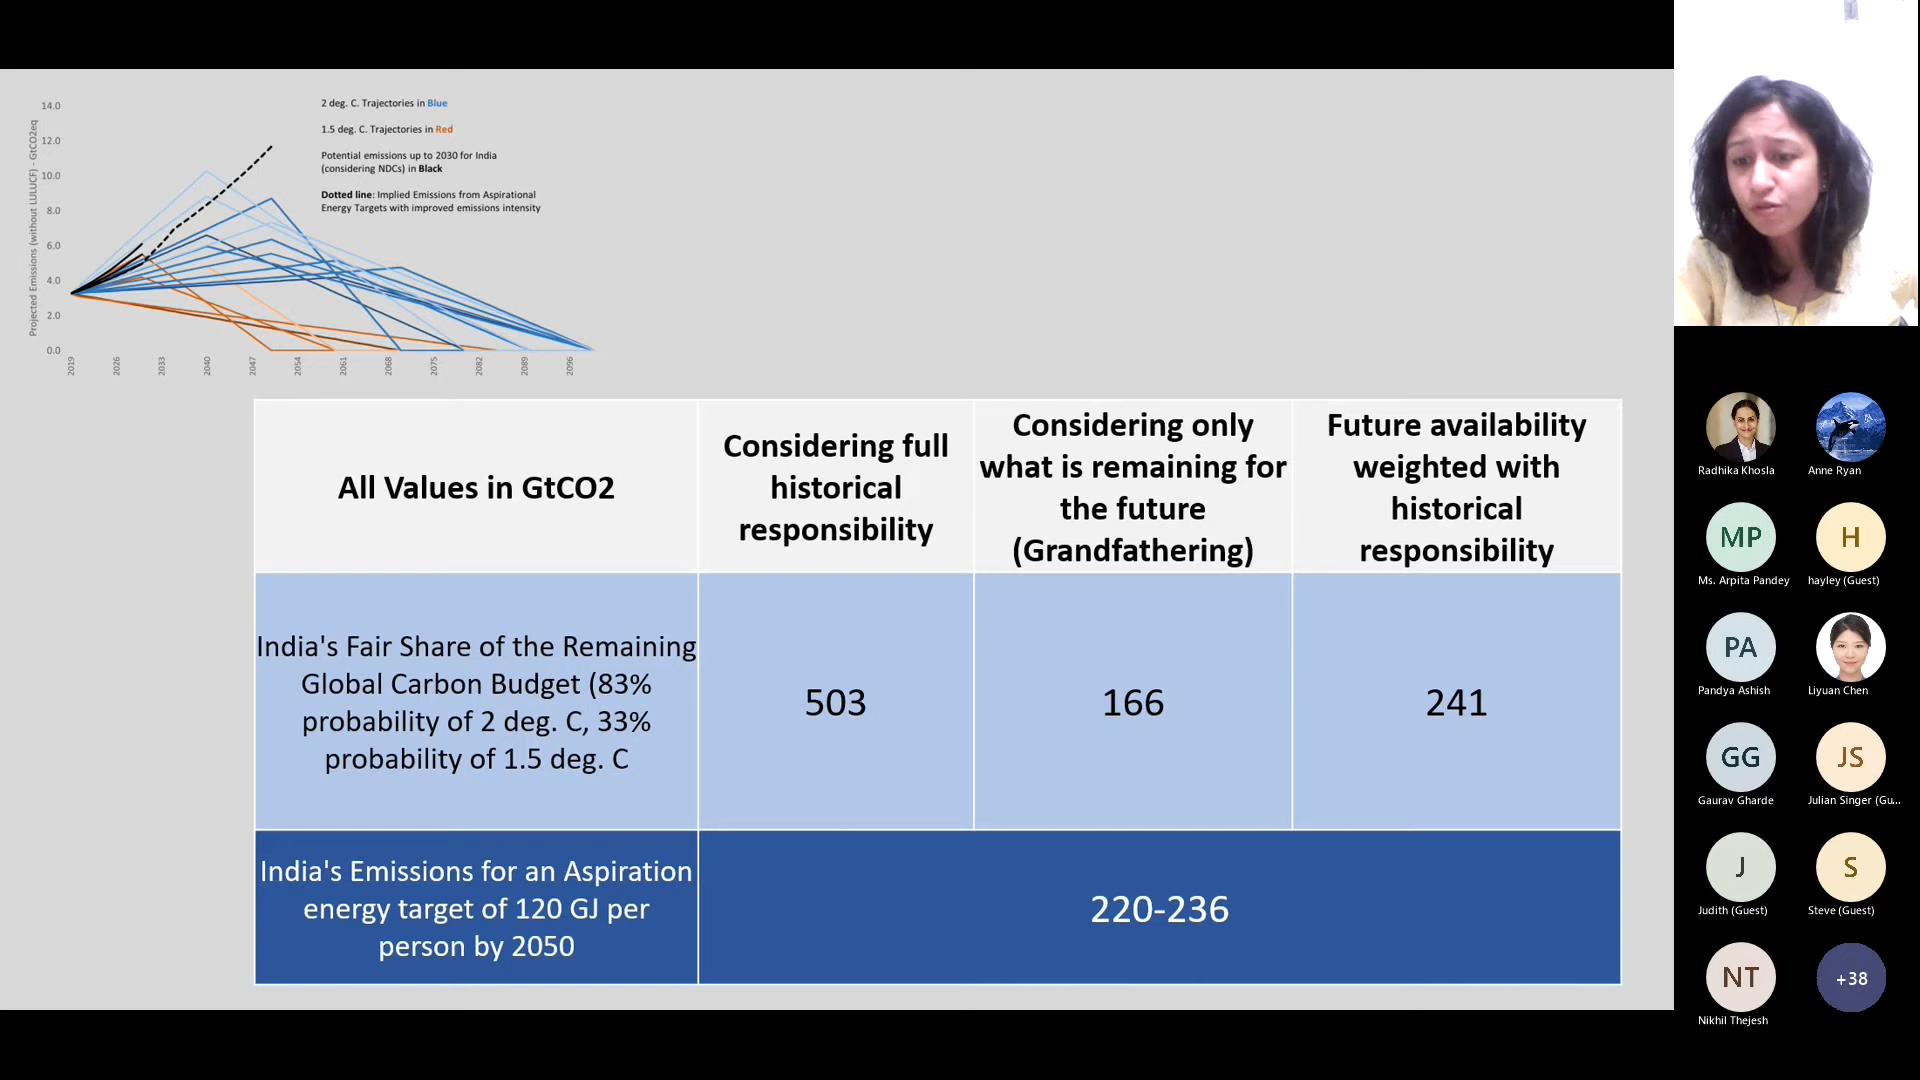 14.0
12.0
10.0
8.0
6.0
4.0
2.0
0.0
Projected Emissions (without LULUCF) - GtCO2eq
2019
2026
2033
2040
2047
2054
2061
2068
2075
2082
2089
2096
2 deg. C. Trajectories in Blue
1.5 deg. C. Trajectories in Red
Potential emissions up to 2030 for India
(considering NDCs) in Black
Dotted line: Implied Emissions from Aspirational
Energy Targets with improved emissions intensity
All Values in GtCO2
Considering full
historical
responsibility
Considering only
what is remaining for
the future
(Grandfathering)
Future availability
weighted with
historical
responsibility
India's Fair Share of the Remaining
Global Carbon Budget (83%
probability of 2 deg. C, 33%
probability of 1.5 deg. C
503
166
241
India's Emissions for an Aspiration
energy target of 120 GJ per
person by 2050
220-236
Radhika Khosla
Anne Ryan
MP
Ms. Arpita Pandey
H
hayley (Guest)
PA
Pandya Ashish
Liyuan Chen
GG
Gaurav Gharde
JS
Julian Singer (Gu...
J
Judith (Guest)
S
Steve (Guest)
NT
Nikhil Thejesh
+38